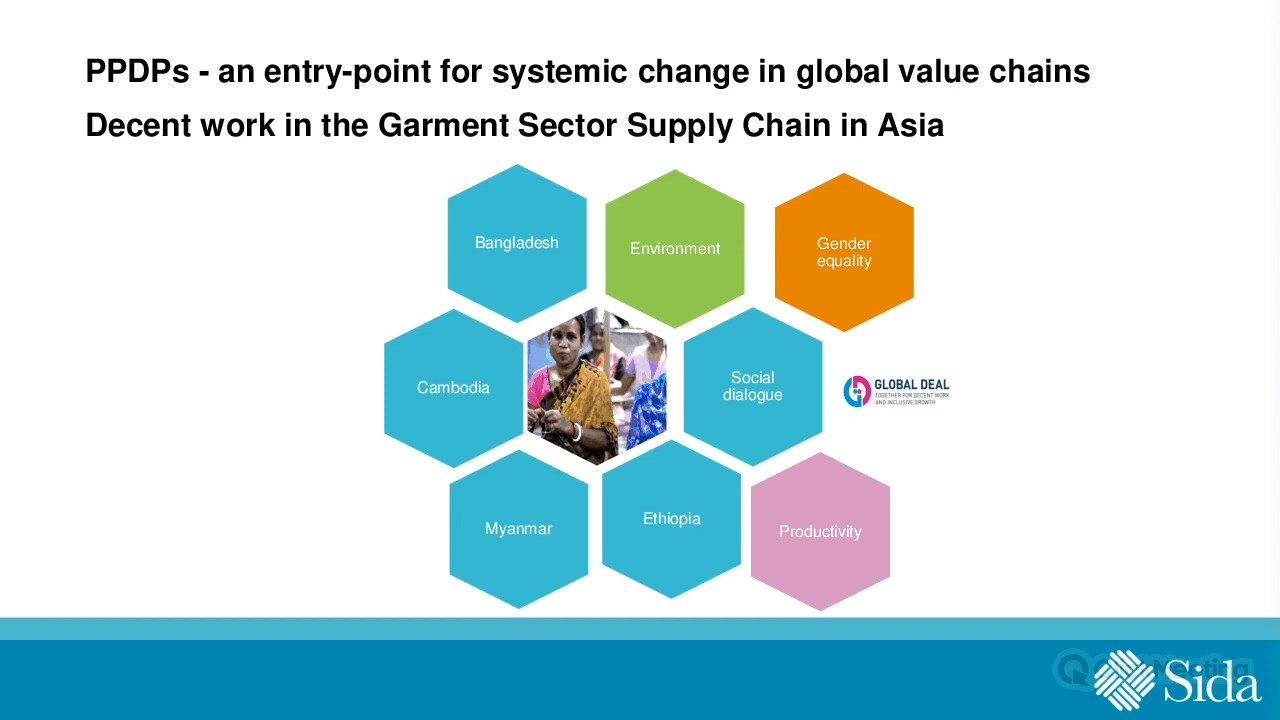 PPDPs - an entry-point for systemic change in global value chains
Decent work in the Garment Sector Supply Chain in Asia
Bangladesh
Environment
Gender
equality
Cambodia
Social
dialogue
GLOBAL DEAL
TOGETHER FOR DECENT WORK
AND INCLUSIVE GROWTH
Myanmar
Ethiopia
Productivity
Sida